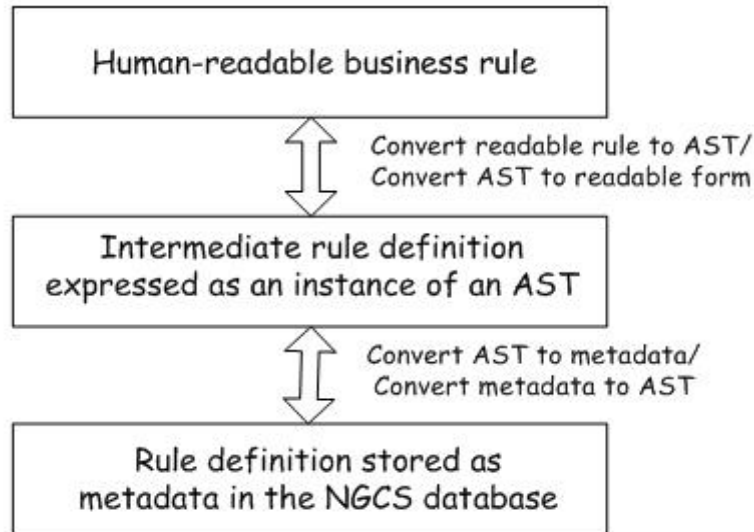 Human-readable business rule
Convert readable rule to AST/
Convert AST to readable form
Intermediate rule definition
expressed as an instance of an AST
Convert AST to metadata/
Convert metadata to AST
Rule definition stored as
metadata in the NGCS database